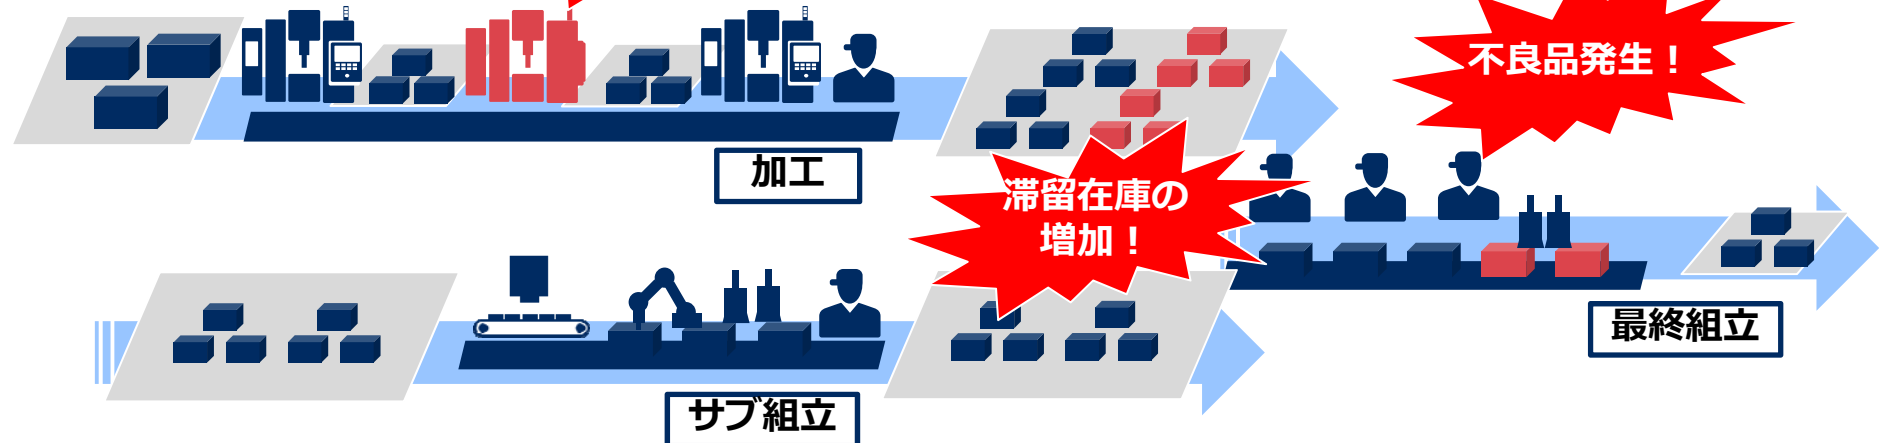 不良品発生！
加工
滞留在庫の
増加！
最終組立
サブ組立